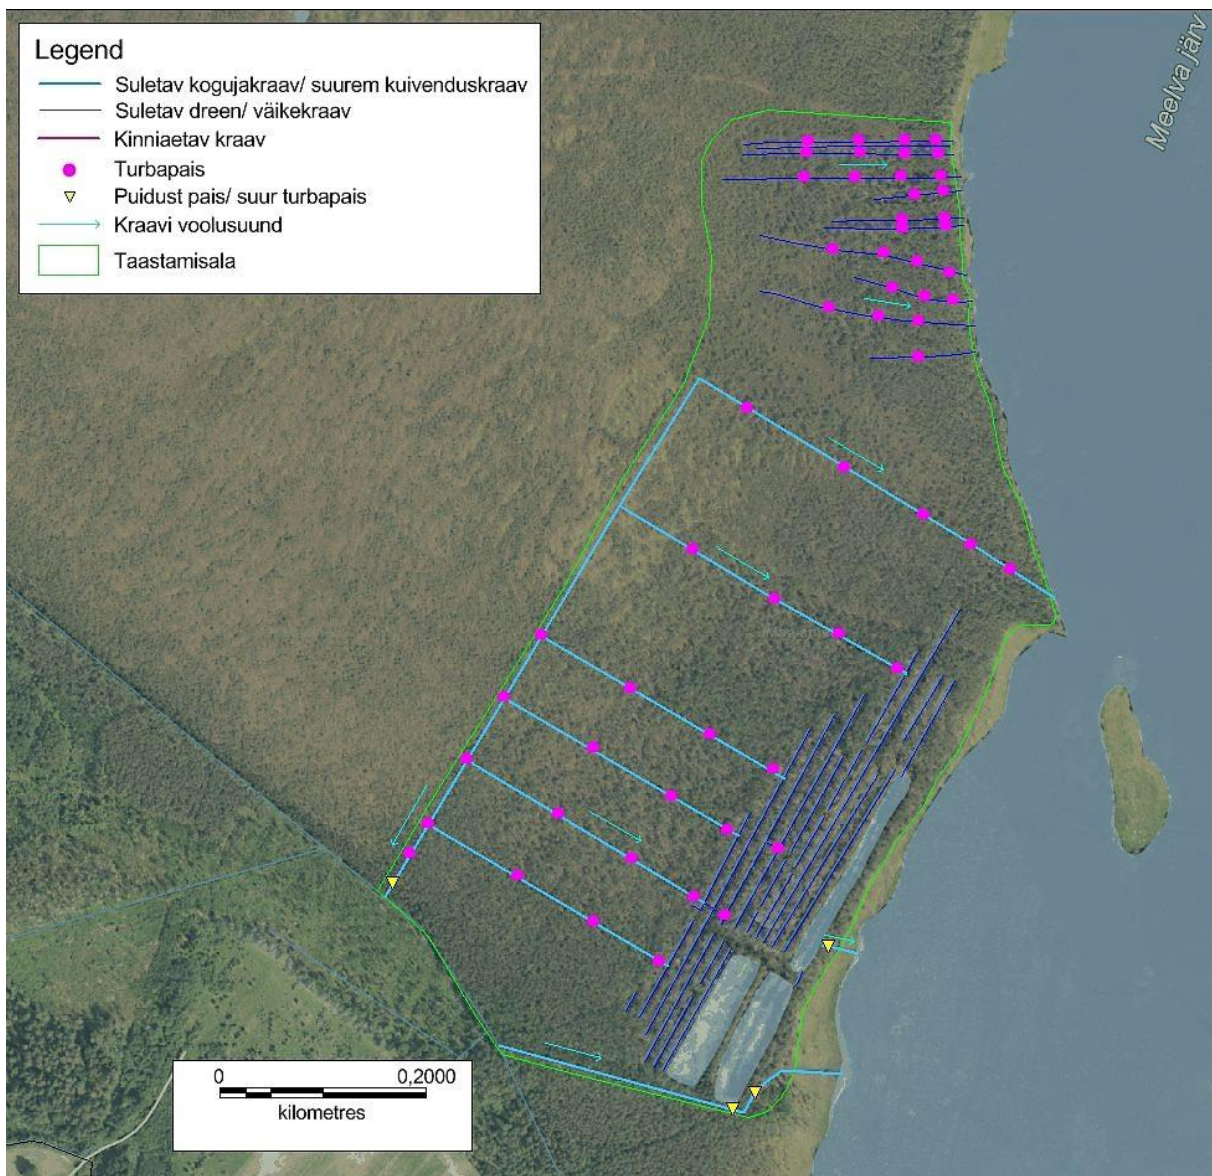 Legend
Suletav kogujakraav/ suurem kuivenduskraav
Suletav dreen/ väikekraav
Kinniaetav kraav
Turbapais
Puidust pais/ suur turbapais
Kraavi voolusuund
Taastamisala
Meelva järv
0 0,2000
kilometres